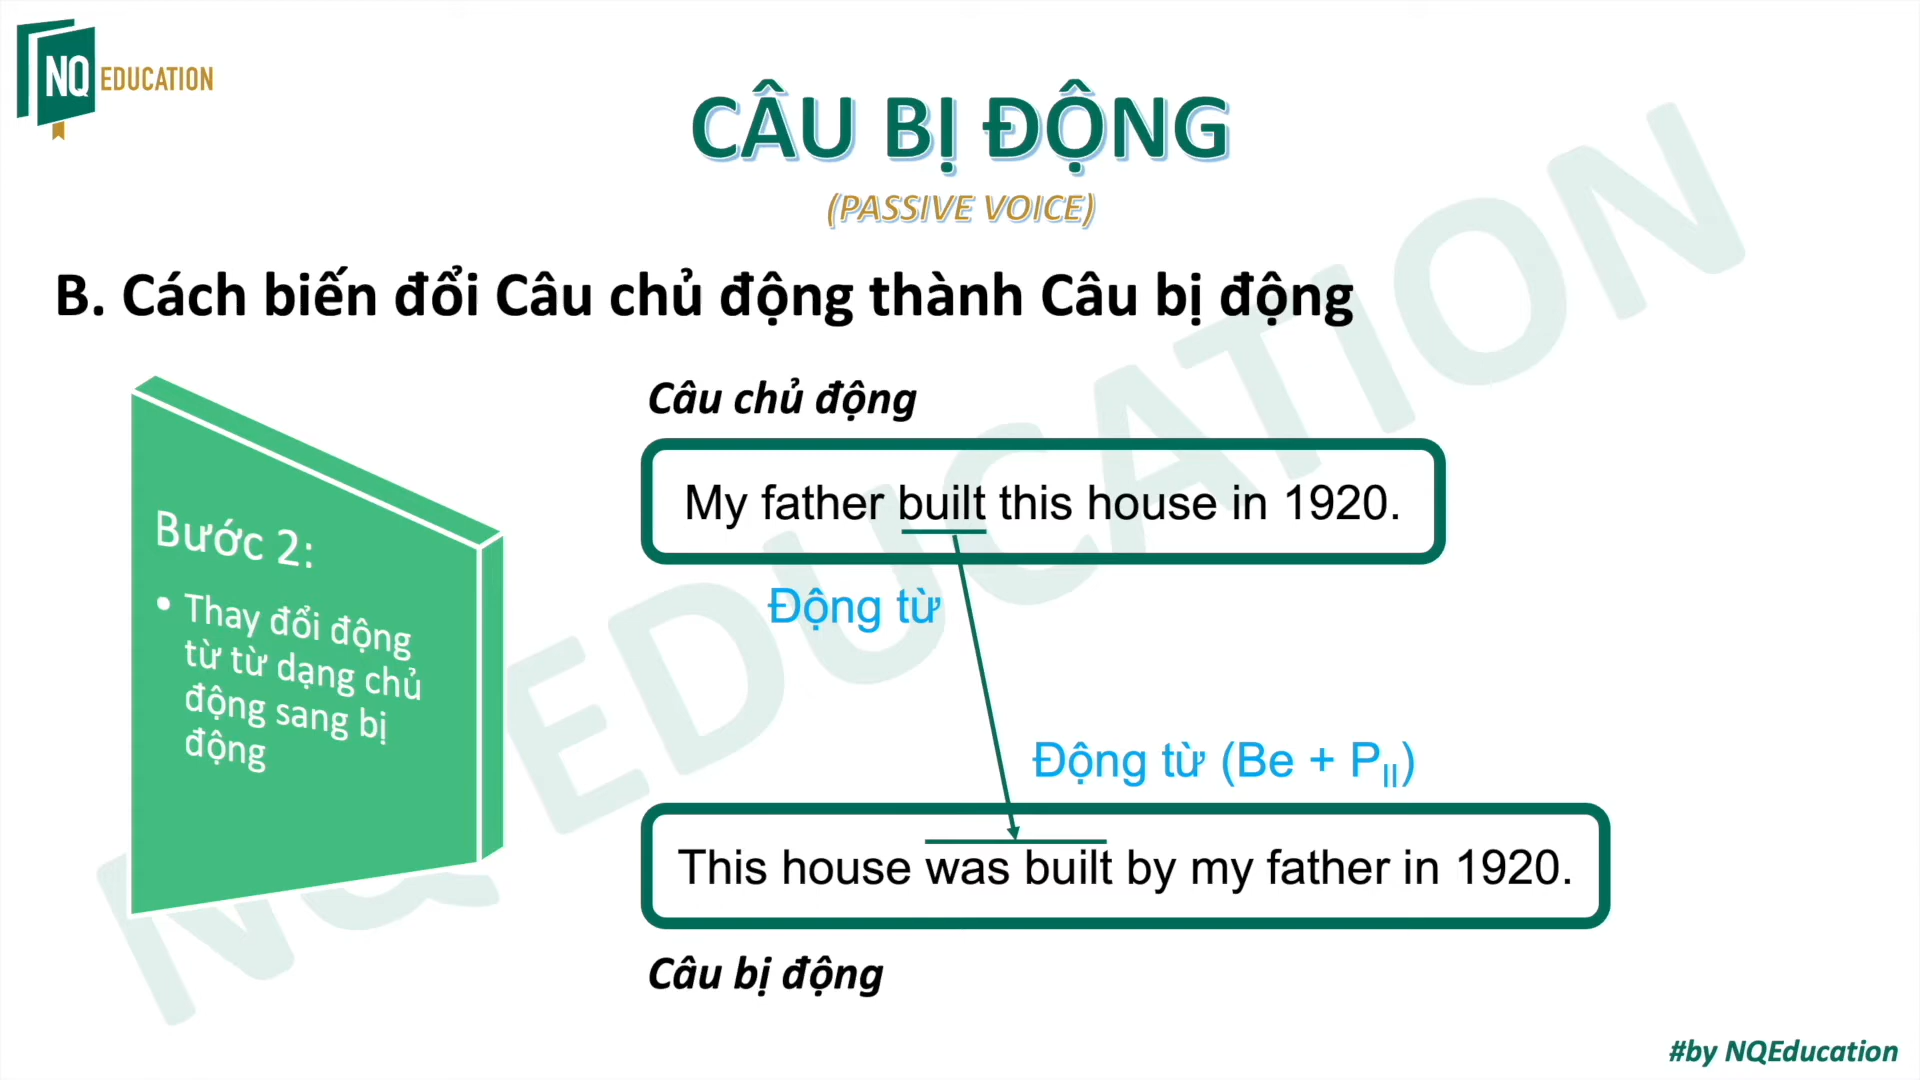 NQ EDUCATION
CÂU BỊ ĐỘNG
(PASSIVE VOICE)
B. Cách biến đổi Câu chủ động thành Câu bị động
Bước 2:
• Thay đổi động
từ từ dạng chủ
động sang bị
động
Câu chủ động
My father built this house in 1920.
Động từ
Động từ (Be + PII)
This house was built by my father in 1920.
Câu bị động
NQ EDUCATION
#by NQEducation